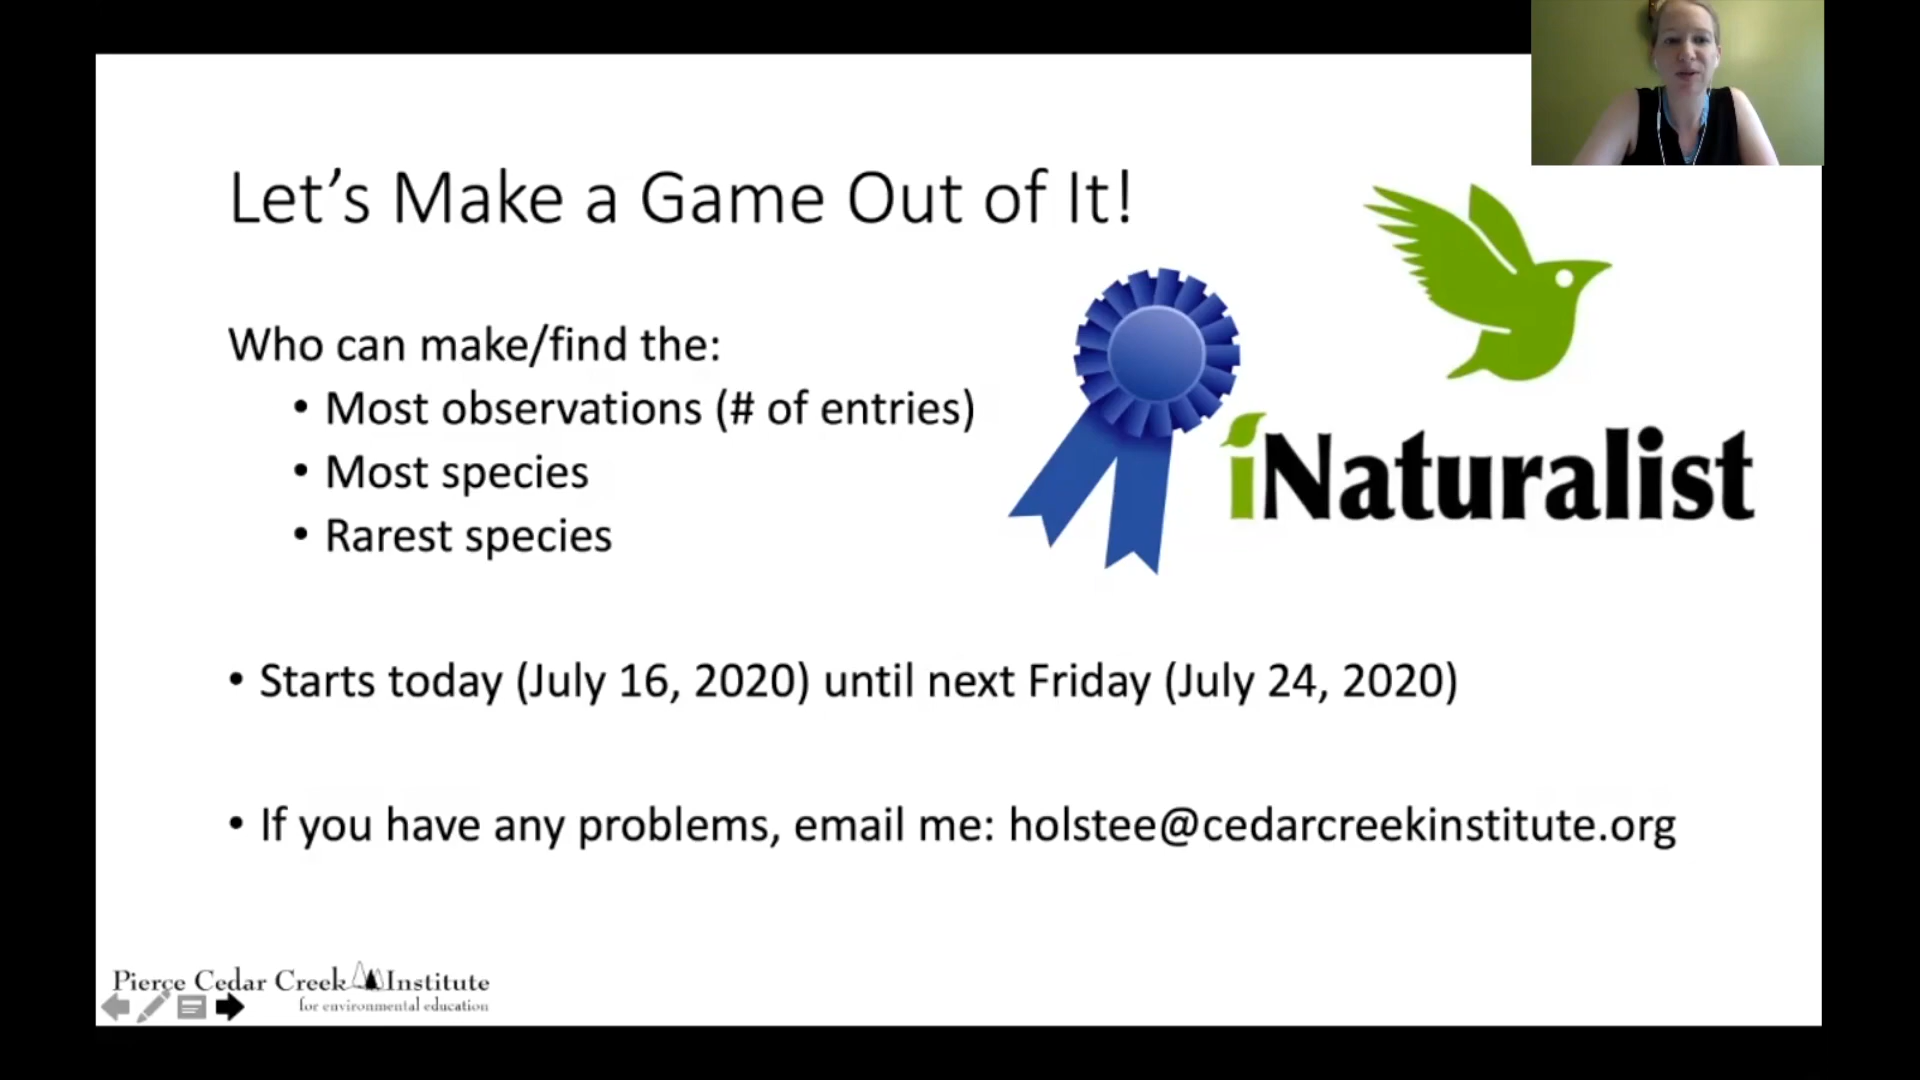 Let's Make a Game Out of It!
Who can make/find the:
• Most observations (# of entries)
• Most species
• Rarest species
iNaturalist
• Starts today (July 16, 2020) until next Friday (July 24, 2020)
• If you have any problems, email me: holstee@cedarcreekinstitute.org
Pierce Cedar Creek Institute
for environmental education